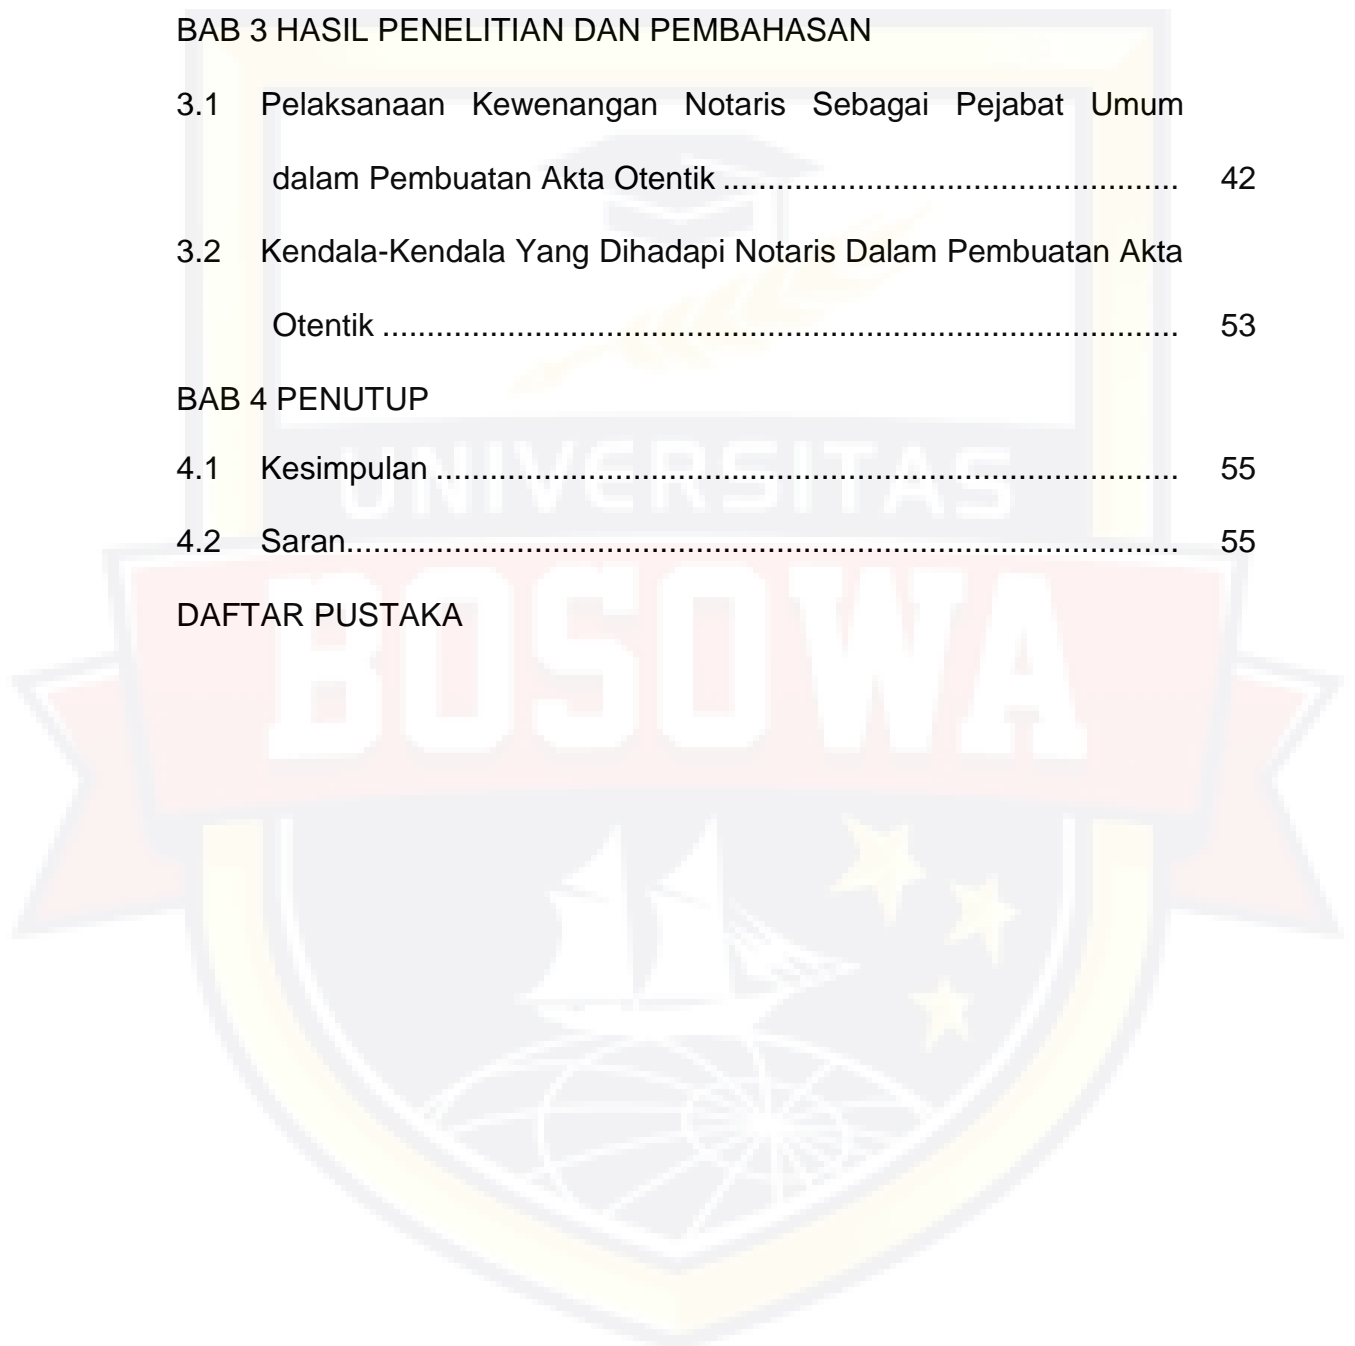 BAB 3 HASIL PENELITIAN DAN PEMBAHASAN
3.1 Pelaksanaan Kewenangan Notaris Sebagai Pejabat Umum
dalam Pembuatan Akta Otentik ................................................... 42
3.2 Kendala-Kendala Yang Dihadapi Notaris Dalam Pembuatan Akta
Otentik ......................................................................................... 53
BAB 4 PENUTUP
UNIVERSITAS
4.1 Kesimpulan ................................................................................... 55
4.2 Saran............................................................................................. 55
BOSOWA
DAFTAR PUSTAKA